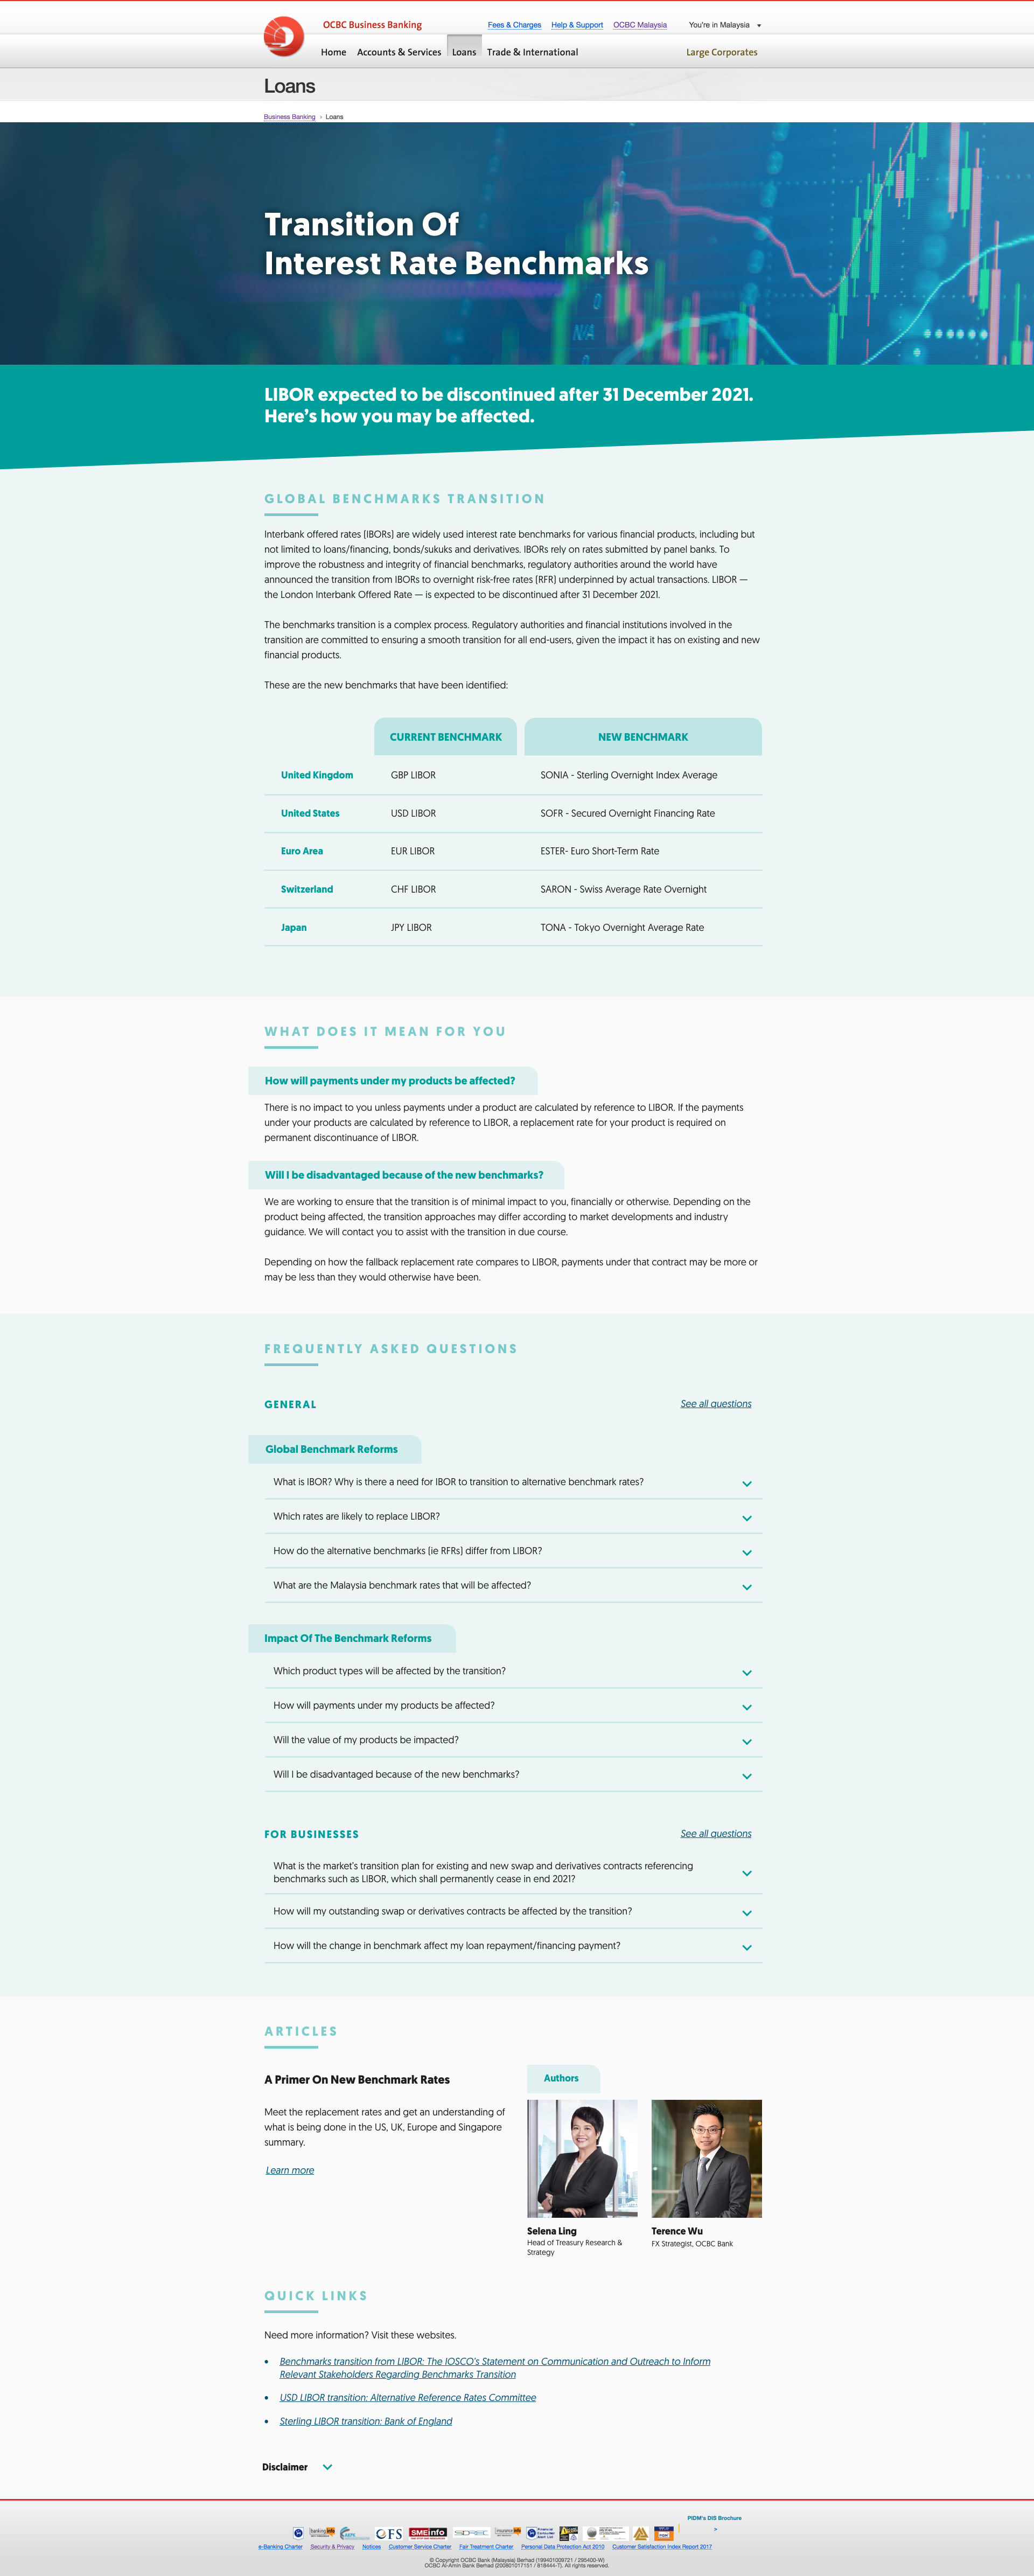 OCBC Business Banking
Fees & Charges Help & Support OCBC Malaysia You're in Malaysia
Home Accounts & Services Loans Trade & International Large Corporates
Loans
Business Banking › Loans
Transition Of
Interest Rate Benchmarks
N/A
LIBOR expected to be discontinued after 31 December 2021.
Here's how you may be affected.
GLOBAL BENCHMARKS TRANSITION
Interbank offered rates (IBORs) are widely used interest rate benchmarks for various financial products, including but
not limited to loans/financing, bonds/sukuks and derivatives. IBORs rely on rates submitted by panel banks. To
improve the robustness and integrity of financial benchmarks, regulatory authorities around the world have
announced the transition from IBORs to overnight risk-free rates (RFR) underpinned by actual transactions. LIBOR —
the London Interbank Offered Rate — is expected to be discontinued after 31 December 2021.
The benchmarks transition is a complex process. Regulatory authorities and financial institutions involved in the
transition are committed to ensuring a smooth transition for all end-users, given the impact it has on existing and new
financial products.
These are the new benchmarks that have been identified:
CURRENT BENCHMARK NEW BENCHMARK
United Kingdom GBP LIBOR SONIA - Sterling Overnight Index Average
United States USD LIBOR SOFR - Secured Overnight Financing Rate
Euro Area EUR LIBOR ESTER- Euro Short-Term Rate
Switzerland CHF LIBOR SARON - Swiss Average Rate Overnight
Japan JPY LIBOR TONA - Tokyo Overnight Average Rate
WHAT DOES IT MEAN FOR YOU
How will payments under my products be affected?
There is no impact to you unless payments under a product are calculated by reference to LIBOR. If the payments
under your products are calculated by reference to LIBOR, a replacement rate for your product is required on
permanent discontinuance of LIBOR.
Will I be disadvantaged because of the new benchmarks?
We are working to ensure that the transition is of minimal impact to you, financially or otherwise. Depending on the
product being affected, the transition approaches may differ according to market developments and industry
guidance. We will contact you to assist with the transition in due course.
Depending on how the fallback replacement rate compares to LIBOR, payments under that contract may be more or
may be less than they would otherwise have been.
FREQUENTLY ASKED QUESTIONS
GENERAL See all questions
Global Benchmark Reforms
What is IBOR? Why is there a need for IBOR to transition to alternative benchmark rates?
Which rates are likely to replace LIBOR?
How do the alternative benchmarks (ie RFRs) differ from LIBOR?
What are the Malaysia benchmark rates that will be affected?
Impact Of The Benchmark Reforms
Which product types will be affected by the transition?
How will payments under my products be affected?
Will the value of my products be impacted?
Will I be disadvantaged because of the new benchmarks?
FOR BUSINESSES See all questions
What is the market's transition plan for existing and new swap and derivatives contracts referencing
benchmarks such as LIBOR, which shall permanently cease in end 2021?
How will my outstanding swap or derivatives contracts be affected by the transition?
How will the change in benchmark affect my loan repayment/financing payment?
ARTICLES
A Primer On New Benchmark Rates
Meet the replacement rates and get an understanding of
what is being done in the US, UK, Europe and Singapore
summary.
Learn more
Authors
Selena Ling
Head of Treasury Research &
Strategy
Terence Wu
FX Strategist, OCBC Bank
QUICK LINKS
Need more information? Visit these websites.
• Benchmarks transition from LIBOR: The IOSCO's Statement on Communication and Outreach to Inform
Relevant Stakeholders Regarding Benchmarks Transition
• USD LIBOR transition: Alternative Reference Rates Committee
• Sterling LIBOR transition: Bank of England
Disclaimer
PIDM's DIS Brochure
>
OFS SMEinfo
e-Banking Charter Security & Privacy Notices Customer Service Charter Fair Treatment Charter Personal Data Protection Act 2010 Customer Satisfaction Index Report 2017
© Copyright OCBC Bank (Malaysia) Berhad (199401009721 / 295400-W)
OCBC Al-Amin Bank Berhad (200801017151 / 818444-T). All rights reserved.